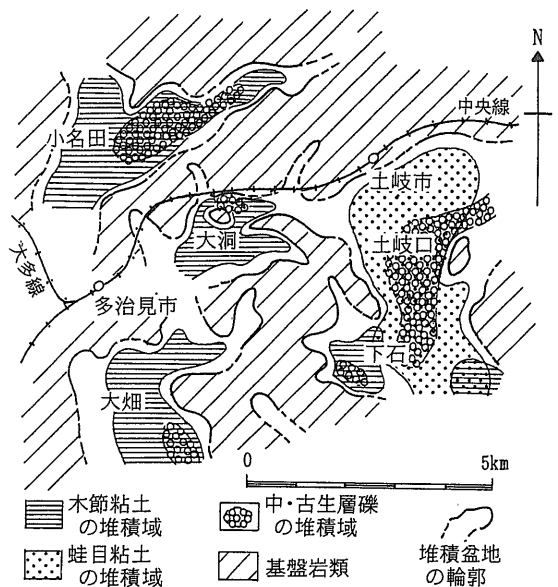 N
中央線
小名田
土岐市
大洞
土岐口
太多線
多治見市
下石
大畑
0
5km
木節粘土
の堆積域
中・古生層礫
の堆積域
蛙目粘土
の堆積域
基盤岩類
堆積盆地
の輪郭